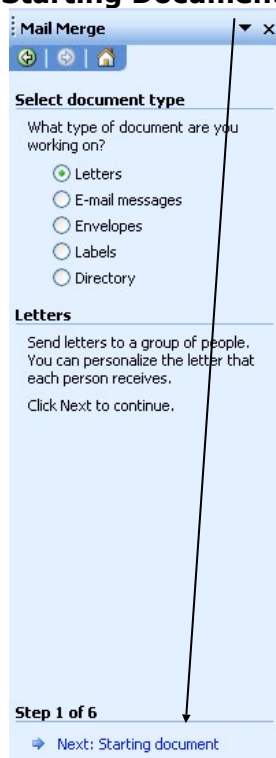 Starting Document
Mail Merge
Select document type
What type of document are you
working on?
Letters
E-mail messages
Envelopes
Labels
Directory
Letters
Send letters to a group of people.
You can personalize the letter that
each person receives.
Click Next to continue.
Step 1 of 6
Next: Starting document